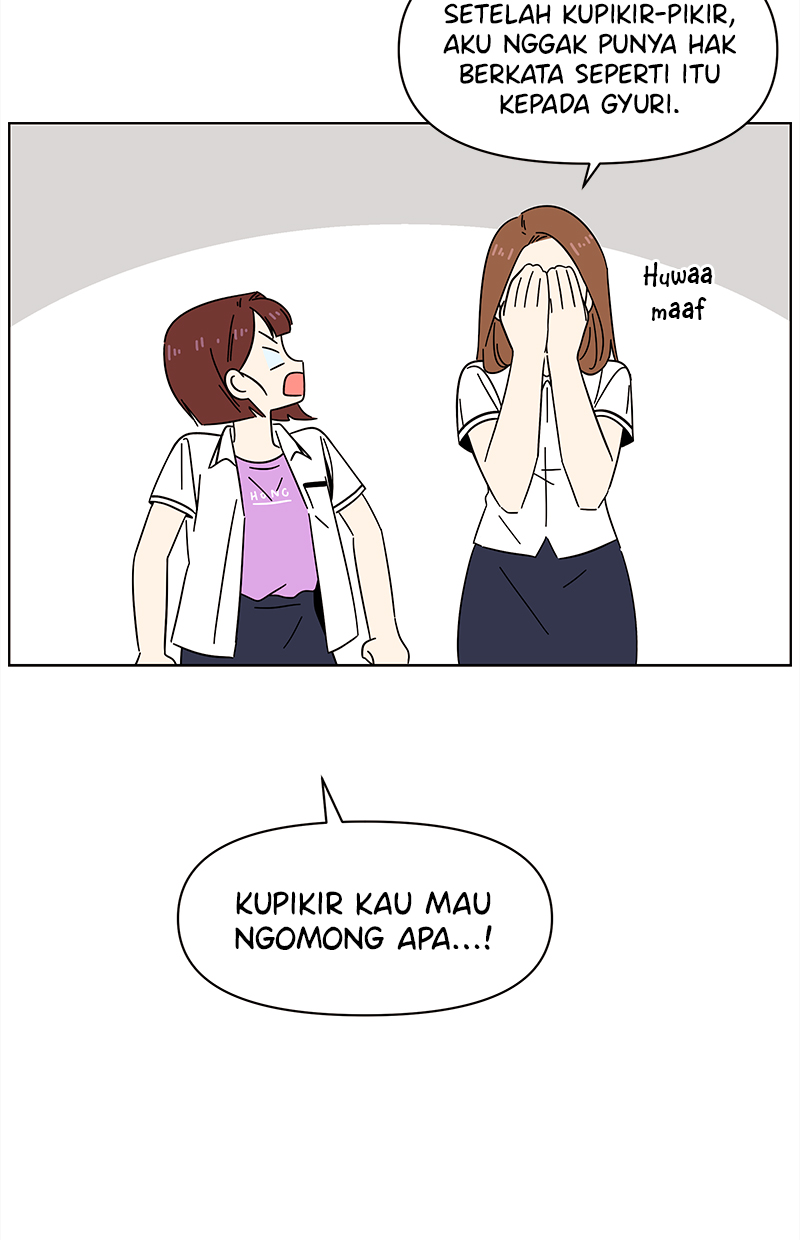 SETELAH KUPIKIR-PIKIR,
AKU NGGAK PUNYA HAK
BERKATA SEPERTI ITU
KEPADA GYURI.
Huwaa
maaf
HONG
KUPIKIR KAU MAU
NGOMONG APA...!